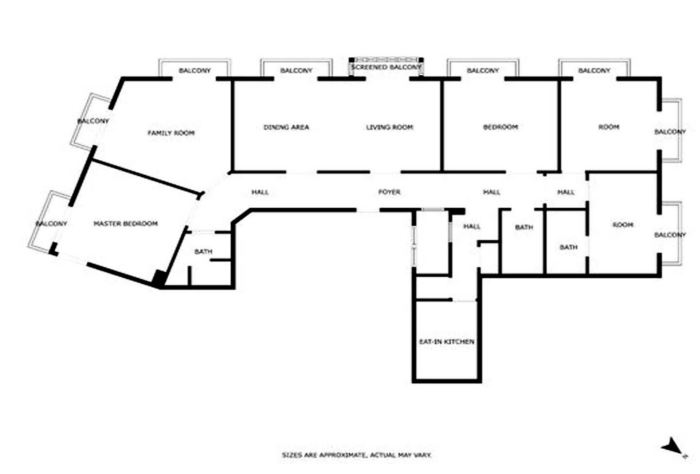 BALCONY
BALCONY
SCREENED BALCONY
BALCONY
BALCONY
BALCONY
FAMILY ROOM
DINING AREA
LIVING ROOM
BEDROOM
ROOM
BALCONY
HALL
FOYER
HALL
HALL
BALCONY
MASTER BEDROOM
HALL
BATH
ROOM
BALCONY
BATH
BATH
EAT-IN KITCHEN
SIZES ARE APPROXIMATE, ACTUAL MAY VARY.
N